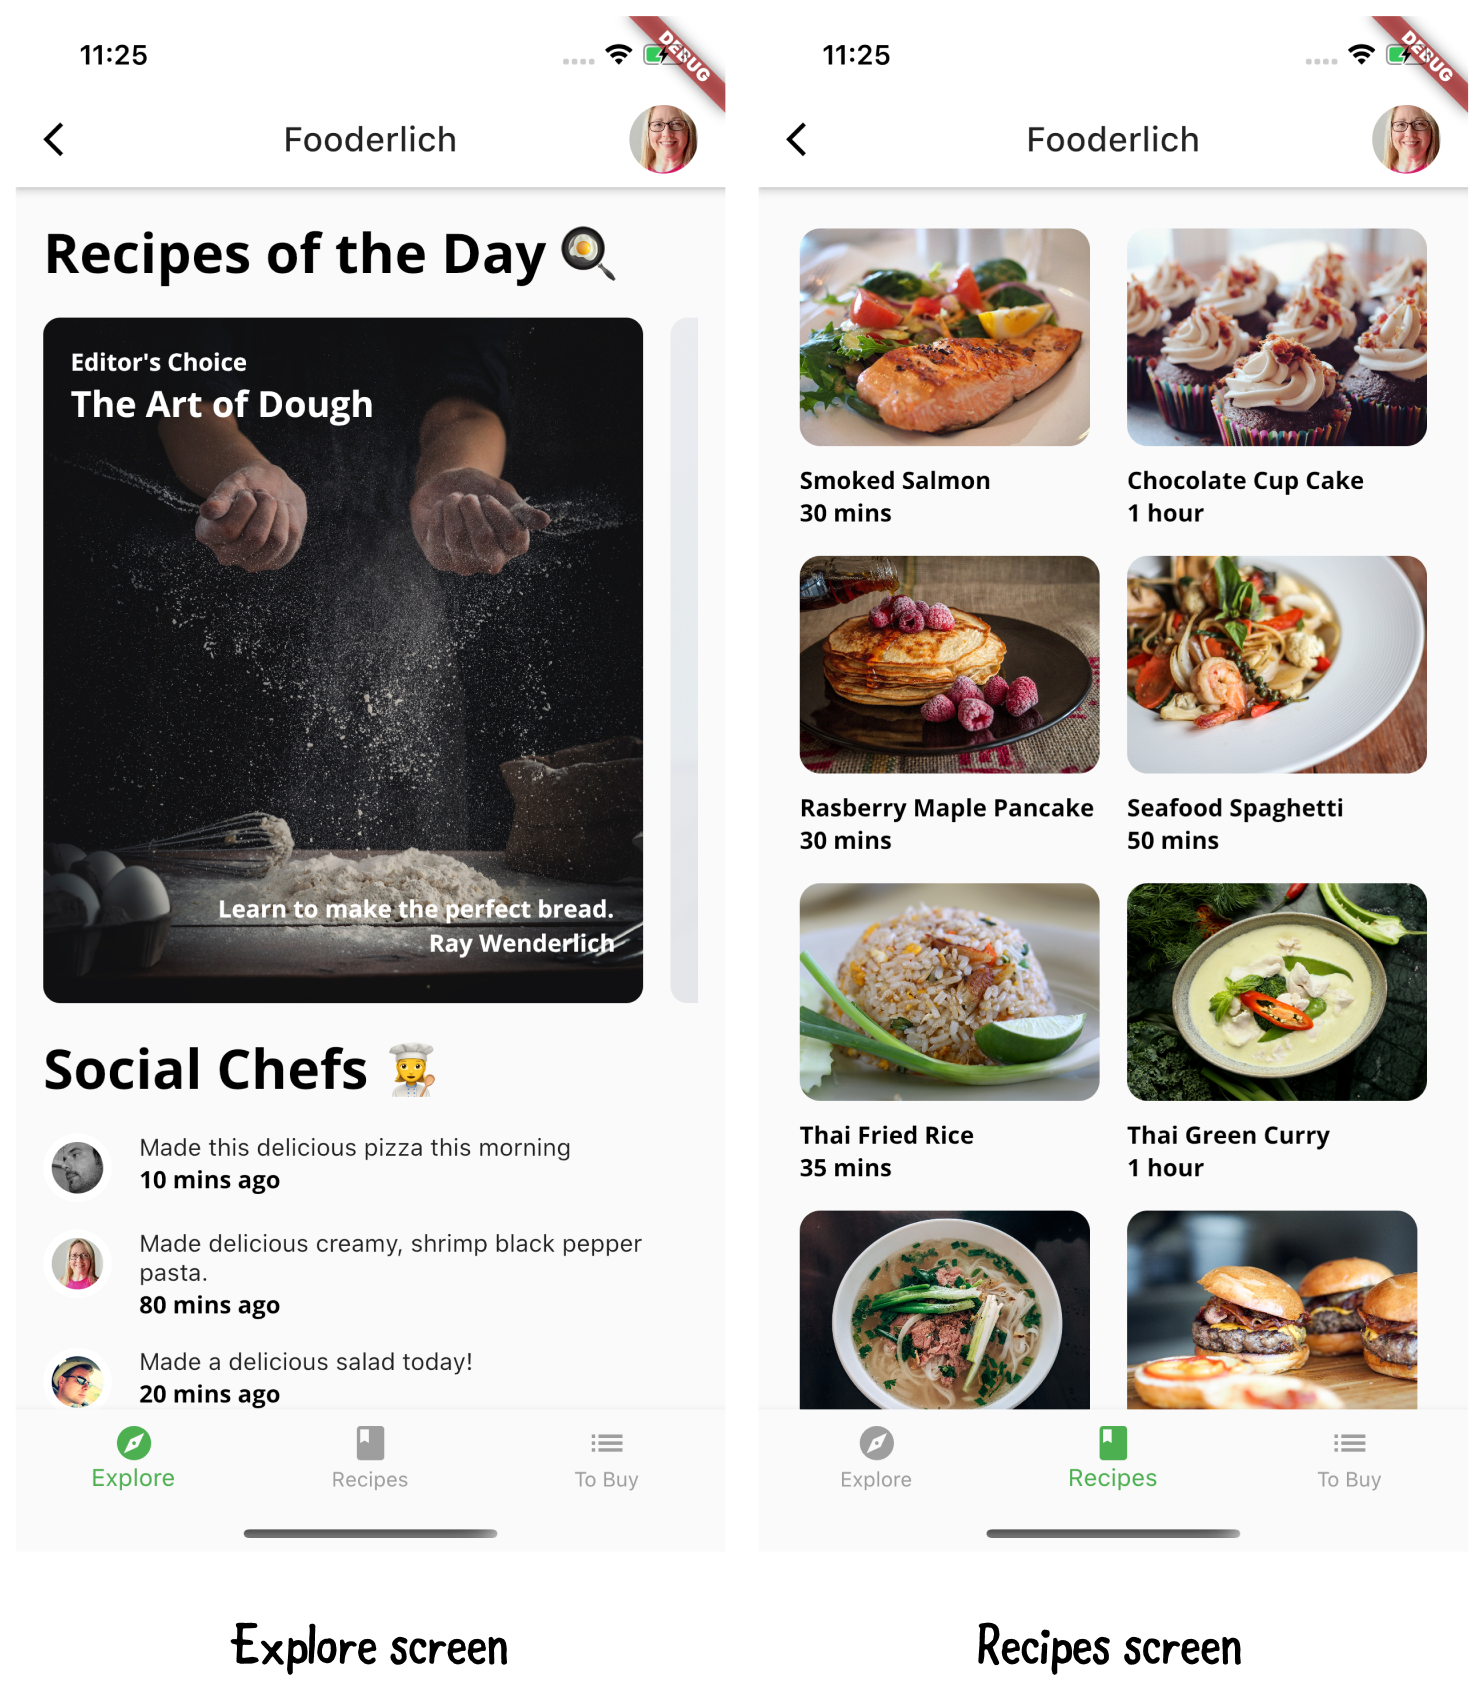 11:25
DEBUG
Fooderlich
Recipes of the Day
Editor's Choice
The Art of Dough
Learn to make the perfect bread.
Ray Wenderlich
Social Chefs
Made this delicious pizza this morning
10 mins ago
Made delicious creamy, shrimp black pepper
pasta.
80 mins ago
Made a delicious salad today!
20 mins ago
Explore
Recipes
To Buy
Explore screen
11:25
DEBUG
Fooderlich
Smoked Salmon
30 mins
Chocolate Cup Cake
1 hour
Rasberry Maple Pancake
30 mins
Seafood Spaghetti
50 mins
Thai Fried Rice
35 mins
Thai Green Curry
1 hour
Explore
Recipes
To Buy
Recipes screen